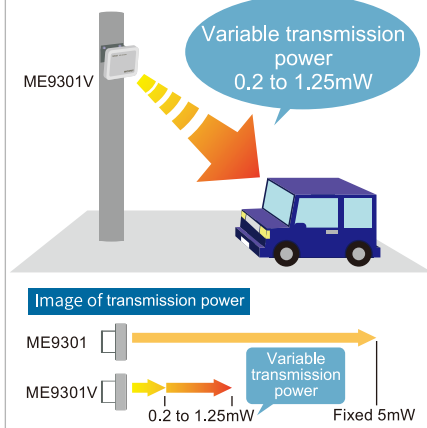 Variable transmission
power
0.2 to 1.25mW
ME9301V
Image of transmission power
ME9301
Variable
transmission
power
ME9301V
0.2 to 1.25mW
Fixed 5mW